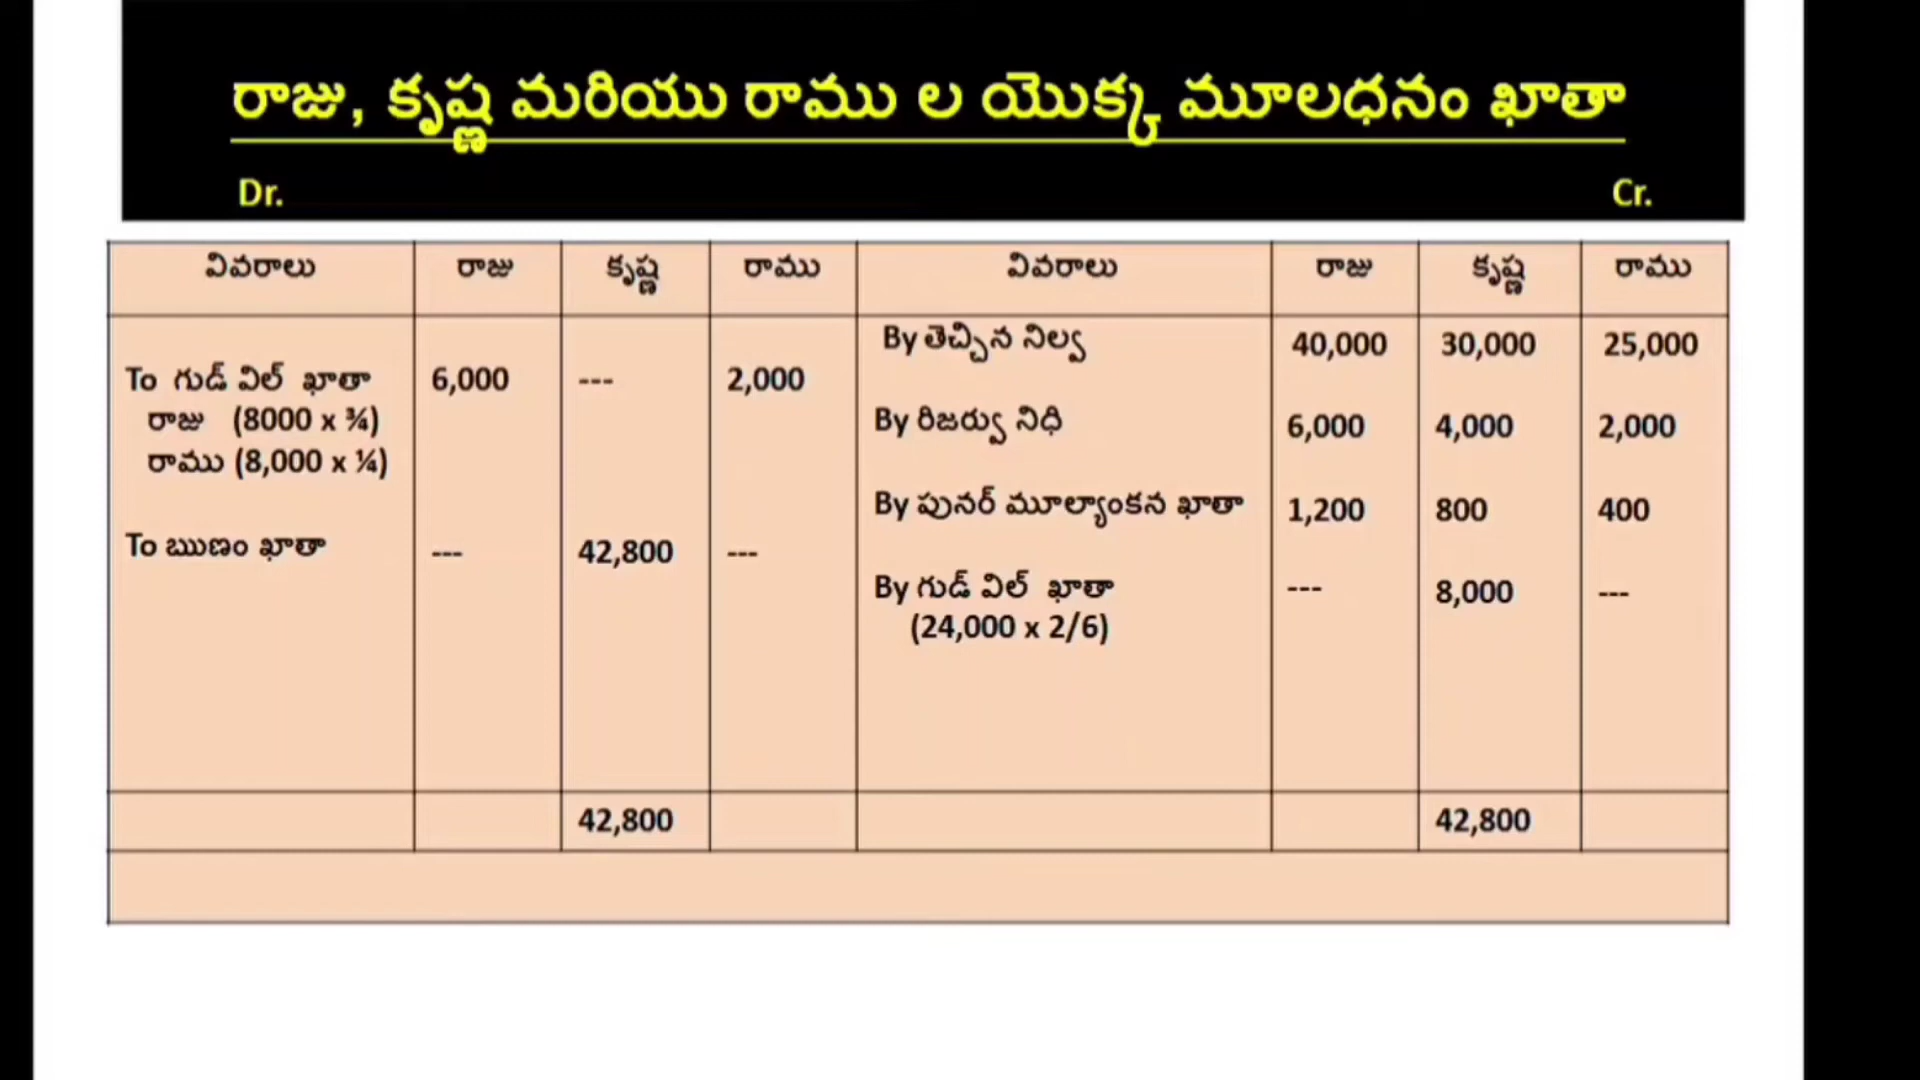 రాజు, కృష్ణ మరియు రాము ల యొక్క మూలధనం ఖాతా
Dr. Cr.
వివరాలు రాజు కృష్ణ రాము వివరాలు రాజు కృష్ణ రాము
By తెచ్చిన నిల్వ 40,000 30,000 25,000
To గుడ్ విల్ ఖాతా 6,000 --- 2,000
రాజు (8000 x ¾)
By రిజర్వు నిధి 6,000 4,000 2,000
రాము (8,000 x ¼)
By పునర్ మూల్యాంకన ఖాతా 1,200 800 400
To ఋణం ఖాతా --- 42,800 ---
By గుడ్ విల్ ఖాతా --- 8,000 ---
(24,000 x 2/6)
42,800 42,800